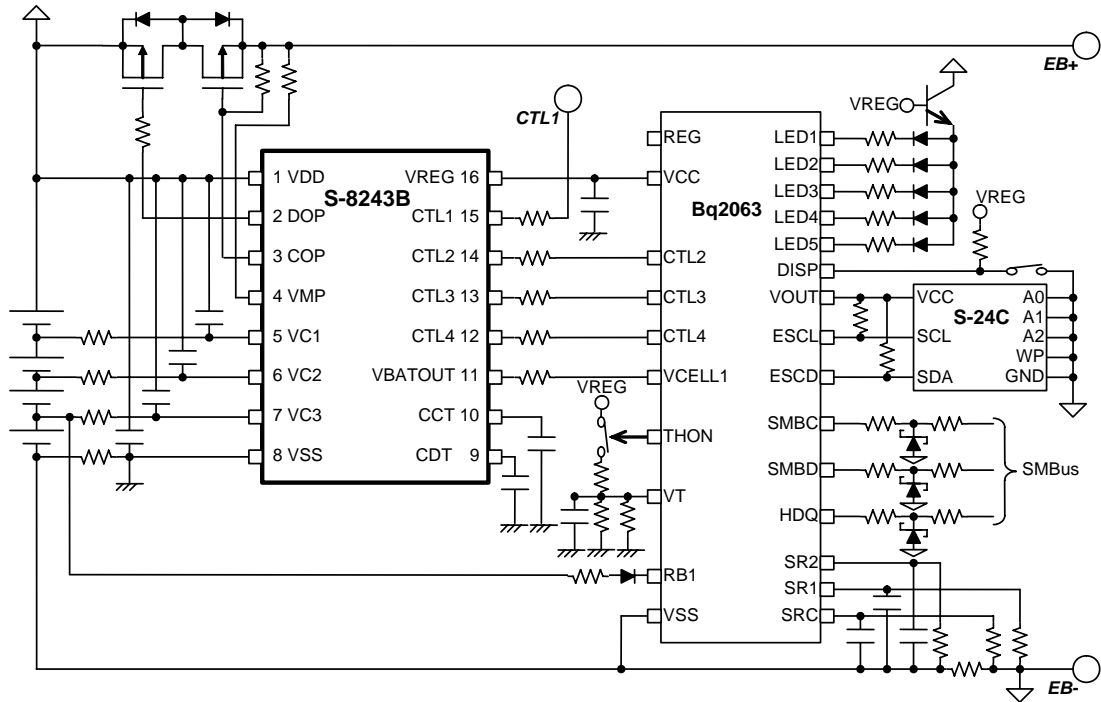 EB+
CTL1
VREG
S-8243B
1 VDD
2 DOP
3 COP
4 VMP
5 VC1
6 VC2
7 VC3
8 VSS
VREG 16
CTL1 15
CTL2 14
CTL3 13
CTL4 12
VBATOUT 11
CCT 10
CDT 9
VREG
Bq2063
REG
VCC
CTL2
CTL3
CTL4
VCELL1
THON
VT
RB1
VSS
LED1
LED2
LED3
LED4
LED5
DISP
VOUT
ESCL
ESCD
SMBC
SMBD
HDQ
SR2
SR1
SRC
VREG
S-24C
VCC
SCL
SDA
A0
A1
A2
WP
GND
SMBus
EB-